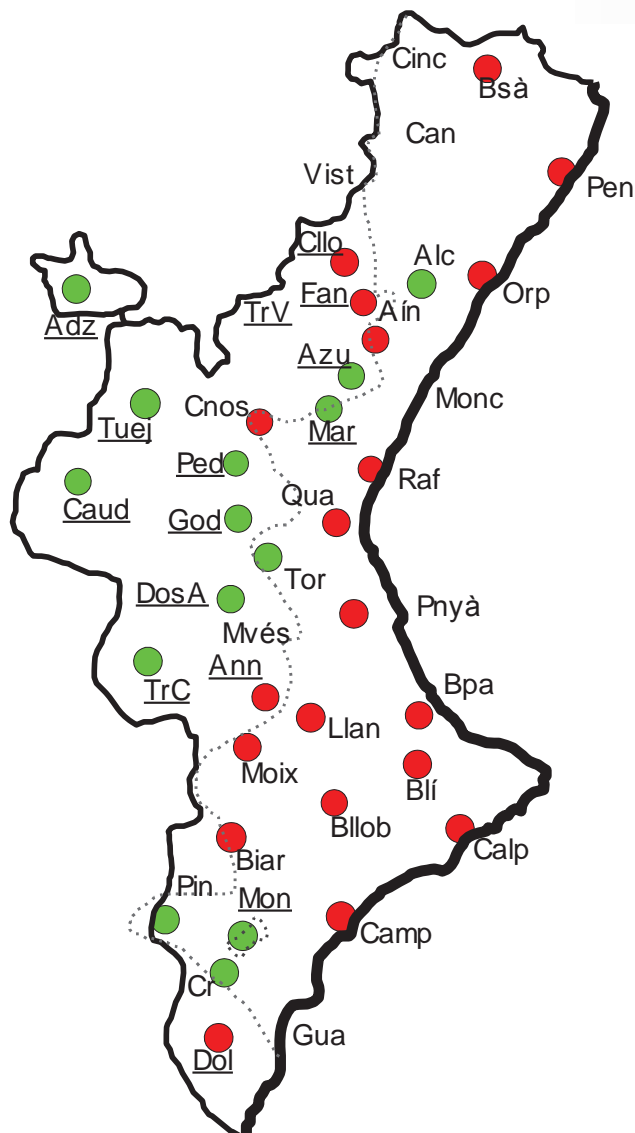 Cinc
Bsà
Can
Vist
Pen
Cllo
Alc
Fan
Orp
Adz
TrV
Aín
Azu
Monc
Cnos
Tuej
Mar
Ped
Raf
Caud
Qua
God
Tor
DosA
Pnyà
Mvés
Ann
TrC
Bpa
Llan
Moix
Blí
Bllob
Calp
Biar
Pin
Mon
Camp
Cr
Gua
Dol